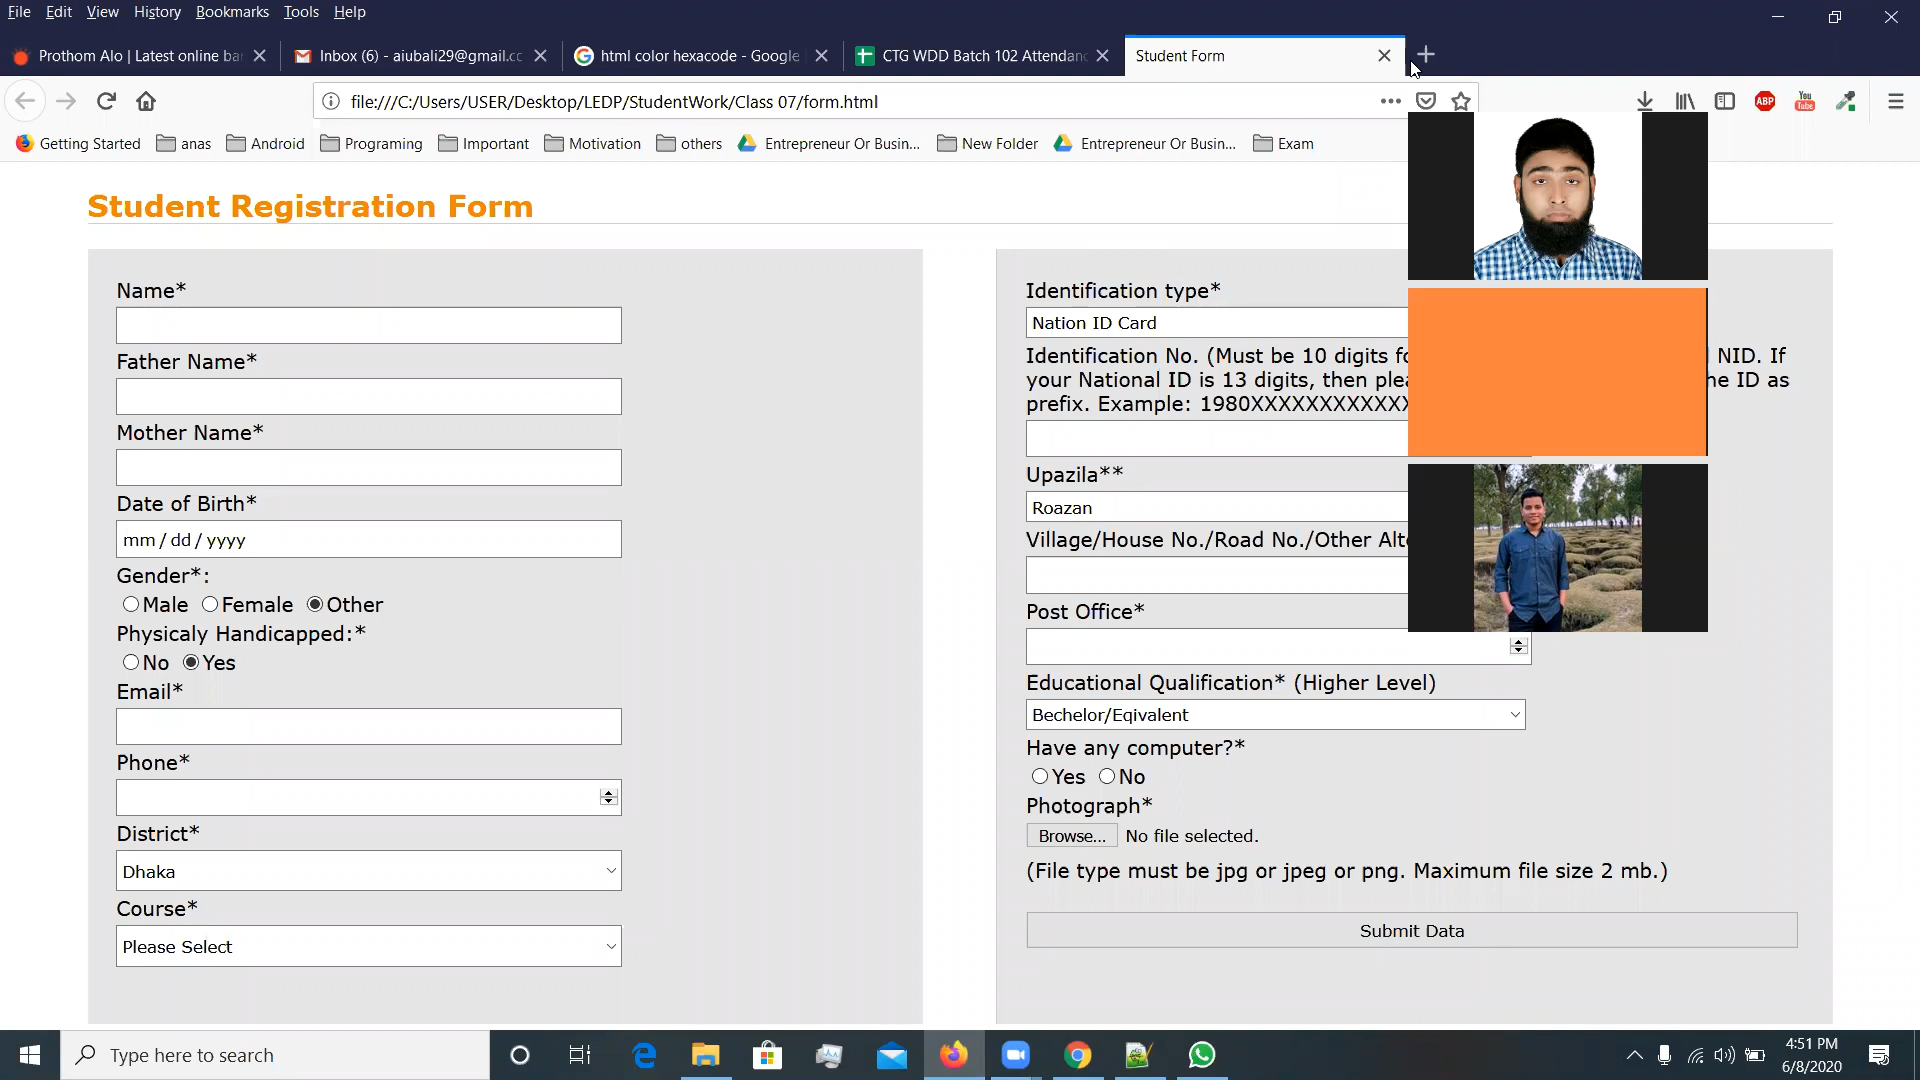 File Edit View History Bookmarks Tools Help
Prothom Alo | Latest online ba
Inbox (6) - aiubali29@gmail.cc
html color hexacode - Google
CTG WDD Batch 102 Attendanc
Student Form
file:///C:/Users/USER/Desktop/LEDP/StudentWork/Class 07/form.html
ABP
You
Tube
Getting Started anas Android Programing Important Motivation others Entrepreneur Or Busin... New Folder Entrepreneur Or Busin... Exam
Student Registration Form
Name*
Father Name*
Mother Name*
Date of Birth*
mm / dd / yyyy
Gender*:
Male Female Other
Physicaly Handicapped:*
No Yes
Email*
Phone*
District*
Dhaka
Course*
Please Select
Identification type*
Nation ID Card
Identification No. (Must be 10 digits fo NID. If
your National ID is 13 digits, then plea he ID as
prefix. Example: 1980XXXXXXXXXXXX
Upazila**
Roazan
Village/House No./Road No./Other Alte
Post Office*
Educational Qualification* (Higher Level)
Bechelor/Eqivalent
Have any computer?*
Yes No
Photograph*
Browse... No file selected.
(File type must be jpg or jpeg or png. Maximum file size 2 mb.)
Submit Data
Type here to search
4:51 PM
6/8/2020